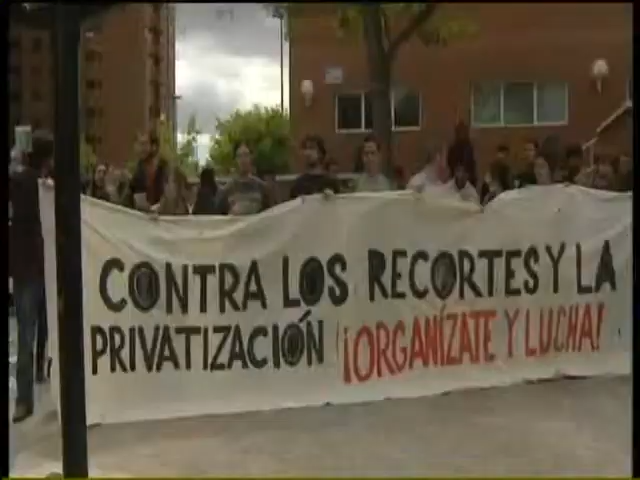 CONTRA LOS RECORTES Y LA
PRIVATIZACIÓN ¡ORGANÍZATE Y LUCHA!